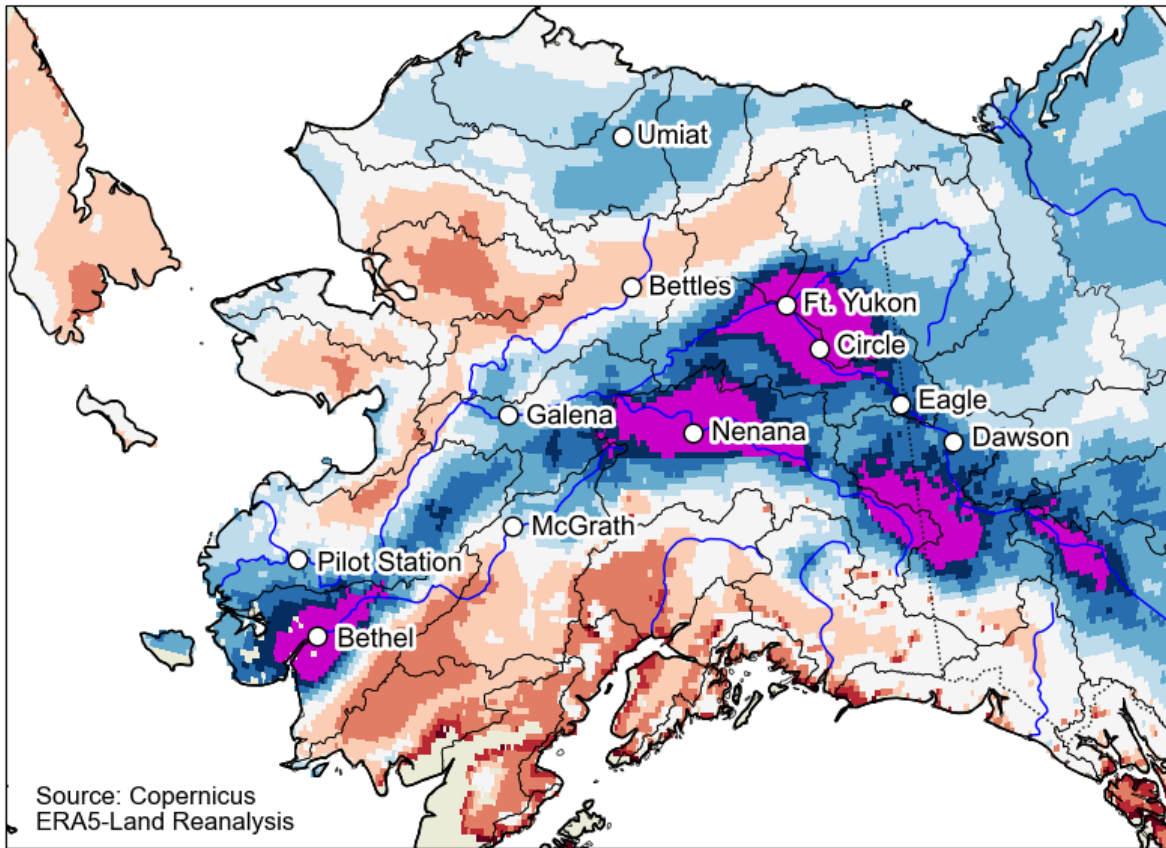 Umiat
Bettles
Ft. Yukon
Circle
Eagle
Galena
Nenana
Dawson
McGrath
Pilot Station
Bethel
Source: Copernicus
ERA5-Land Reanalysis